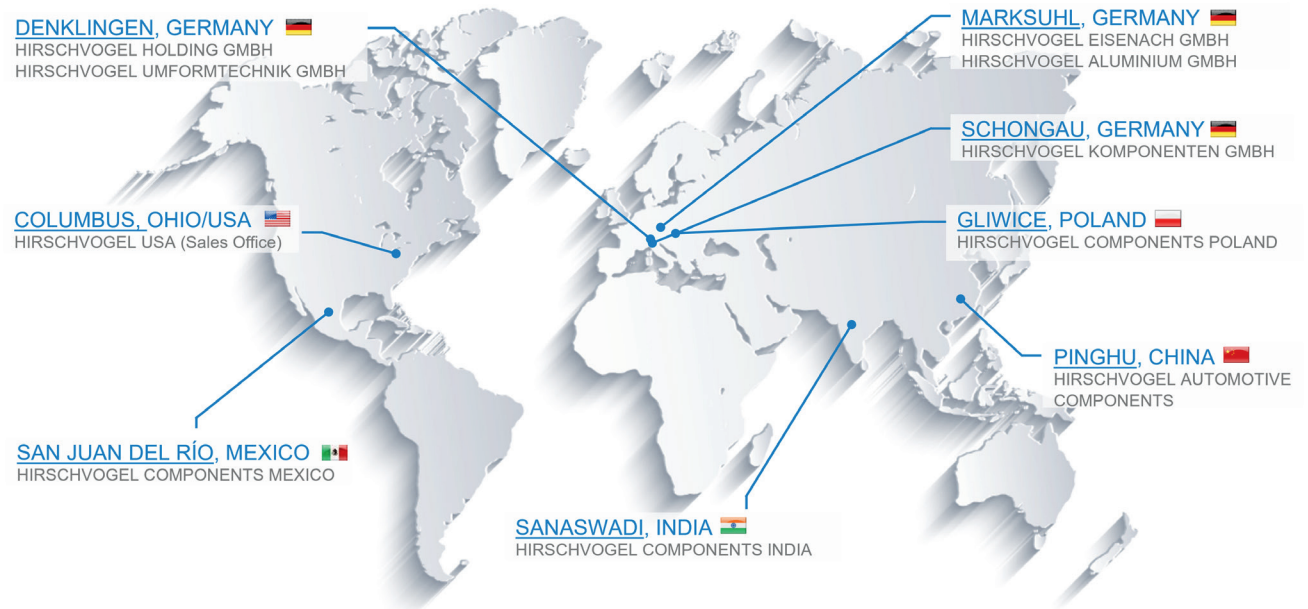 DENKLINGEN, GERMANY
HIRSCHVOGEL HOLDING GMBH
HIRSCHVOGEL UMFORMTECHNIK GMBH
MARKSUHL, GERMANY
HIRSCHVOGEL EISENACH GMBH
HIRSCHVOGEL ALUMINIUM GMBH
SCHONGAU, GERMANY
HIRSCHVOGEL KOMPONENTEN GMBH
COLUMBUS, OHIO/USA
HIRSCHVOGEL USA (Sales Office)
GLIWICE, POLAND
HIRSCHVOGEL COMPONENTS POLAND
PINGHU, CHINA
HIRSCHVOGEL AUTOMOTIVE
COMPONENTS
SAN JUAN DEL RÍO, MEXICO
HIRSCHVOGEL COMPONENTS MEXICO
SANASWADI, INDIA
HIRSCHVOGEL COMPONENTS INDIA